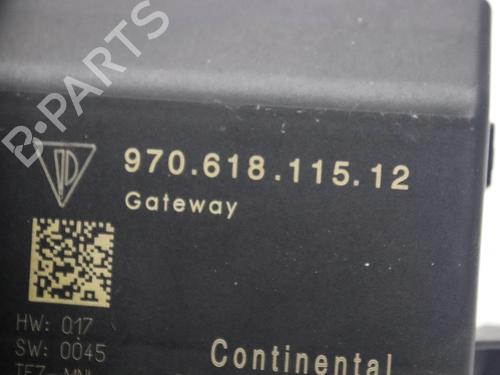 B-PARTS
970.618.115.12
Gateway
HW: 017
SW: 0045
Continental